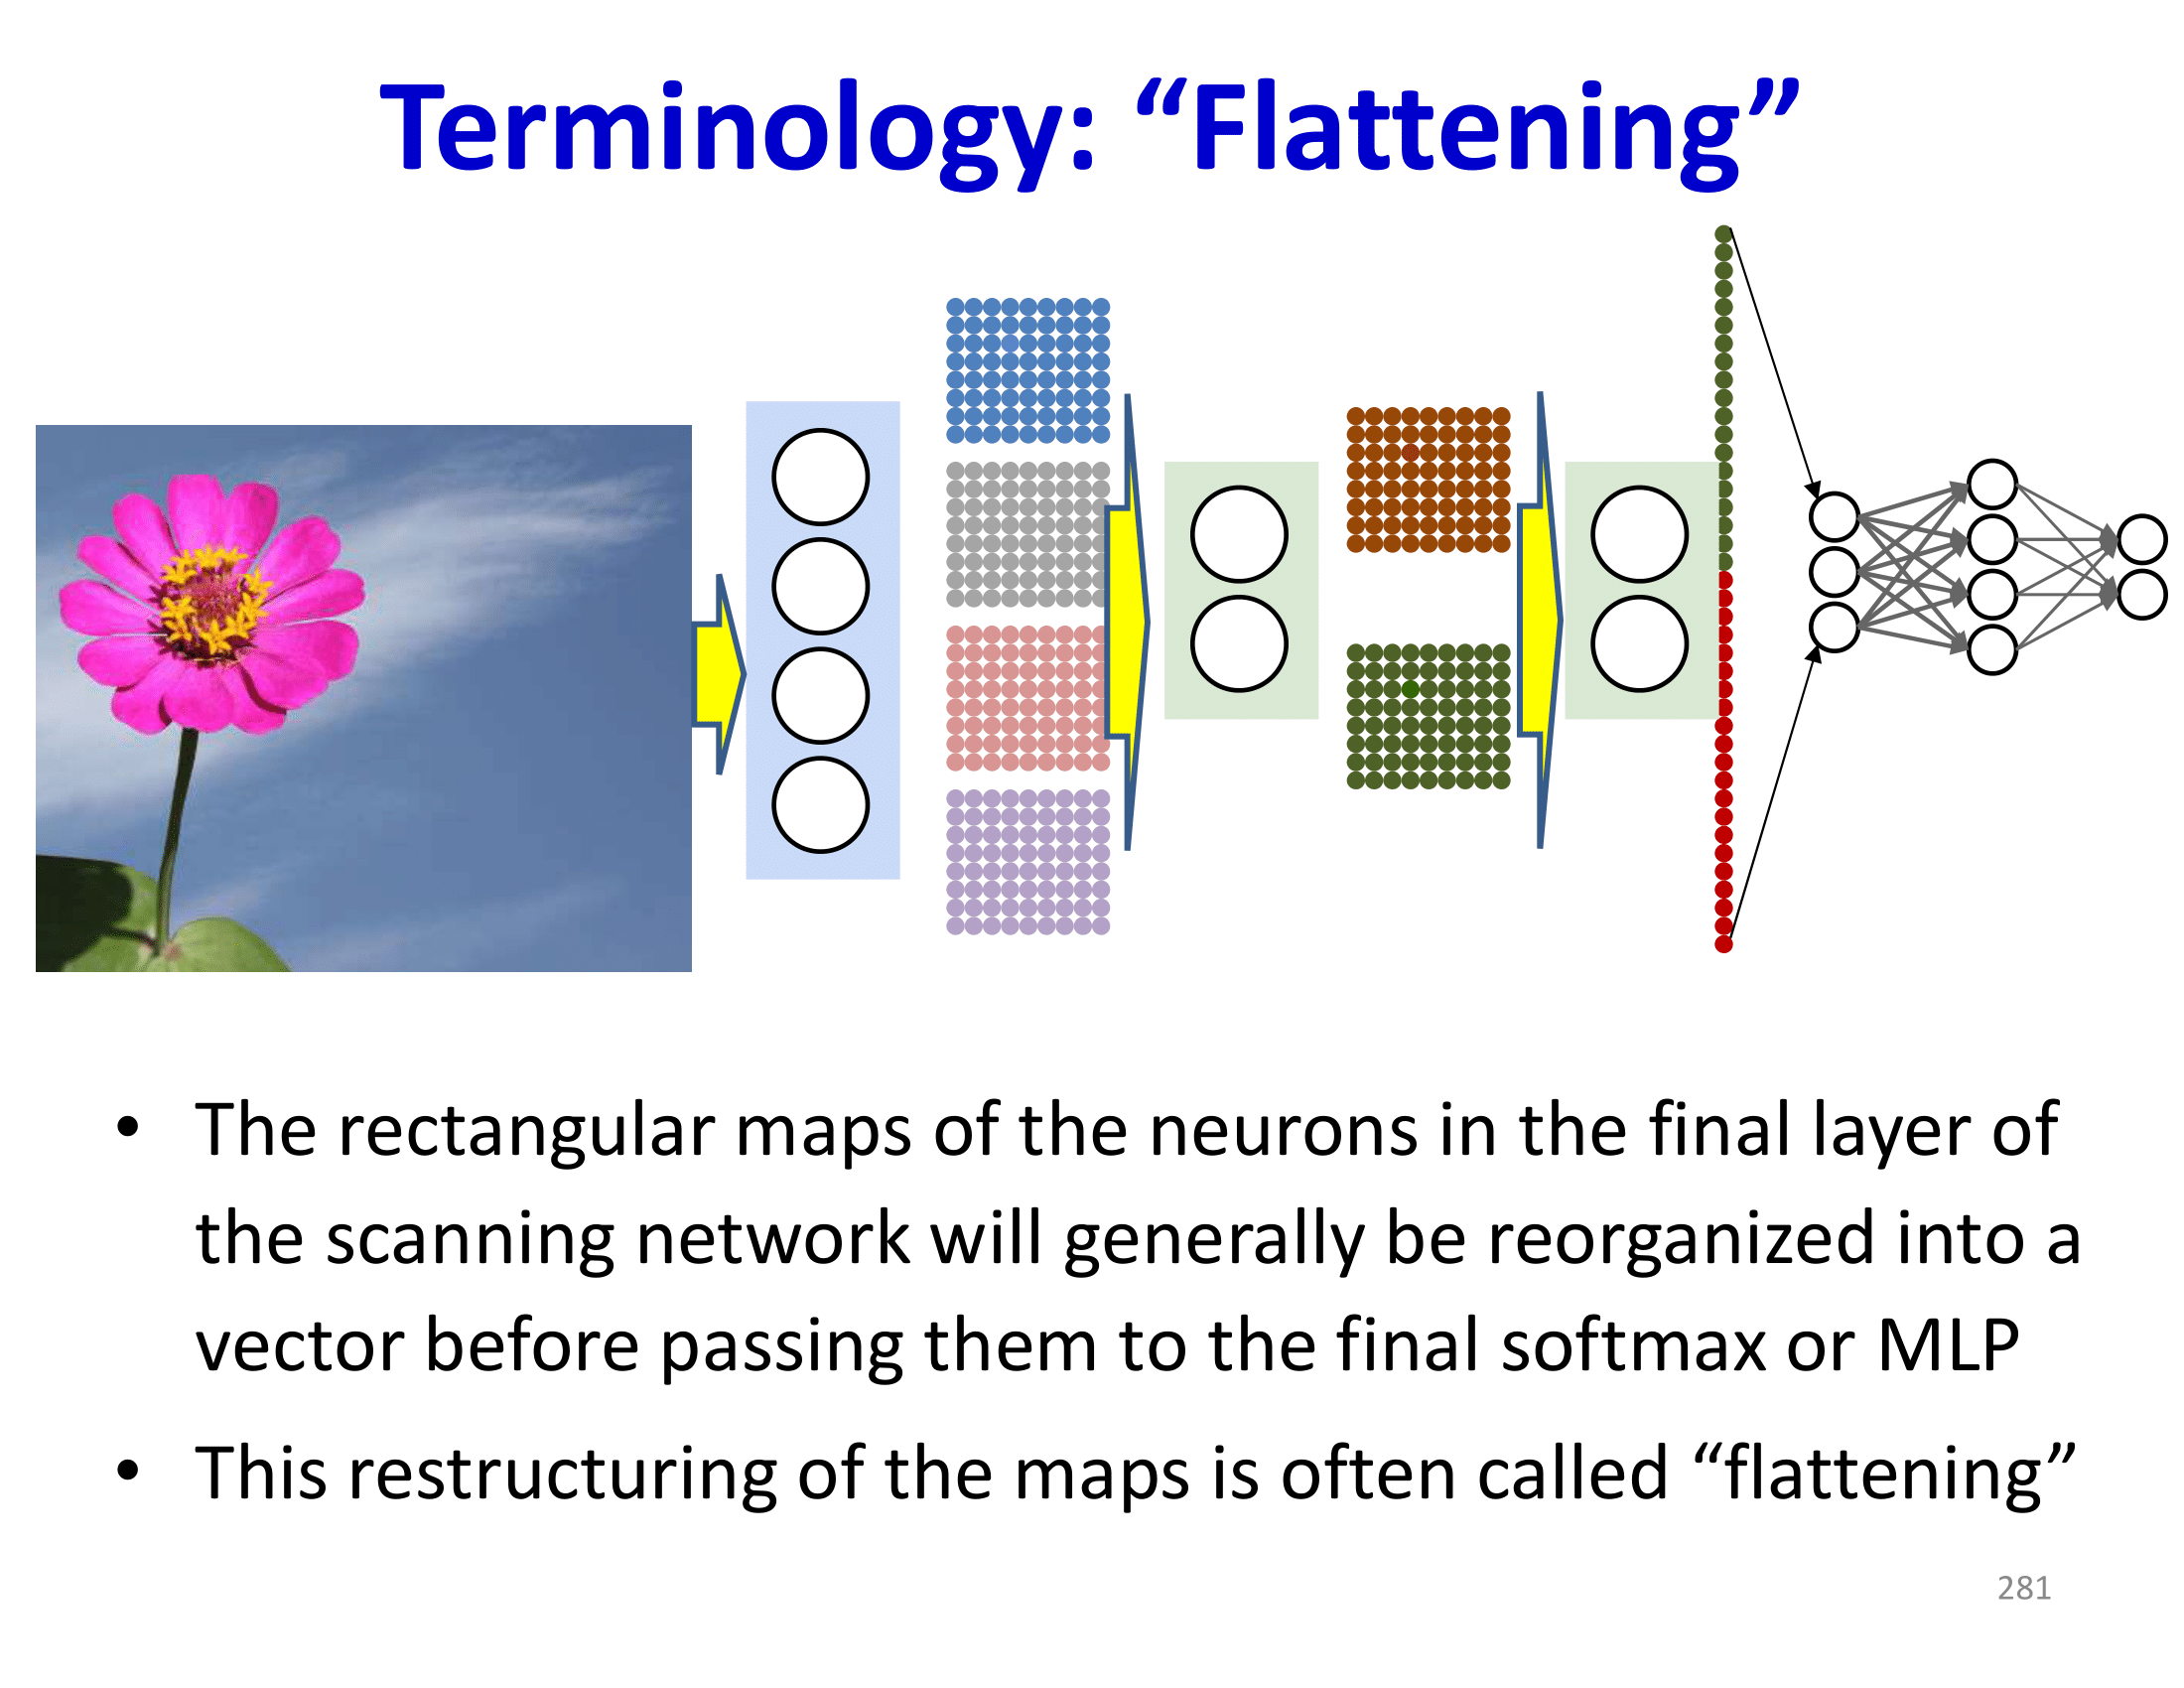 Terminology: “Flattening”
• The rectangular maps of the neurons in the final layer of
the scanning network will generally be reorganized into a
vector before passing them to the final softmax or MLP
• This restructuring of the maps is often called “flattening”
281